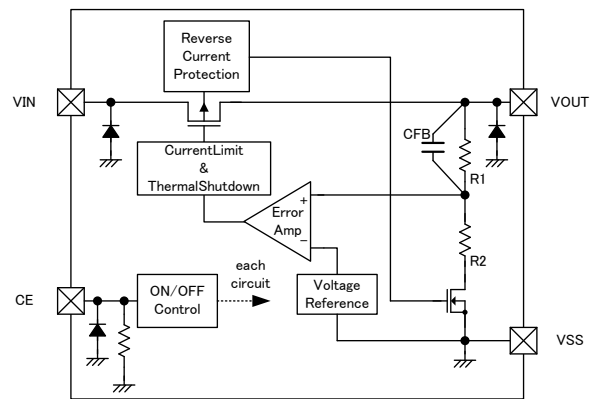 Reverse
Current
Protection
VIN
VOUT
CFB
R1
CurrentLimit
&
ThermalShutdown
+
Error
Amp
−
R2
each
circuit
CE
ON/OFF
Control
Voltage
Reference
VSS